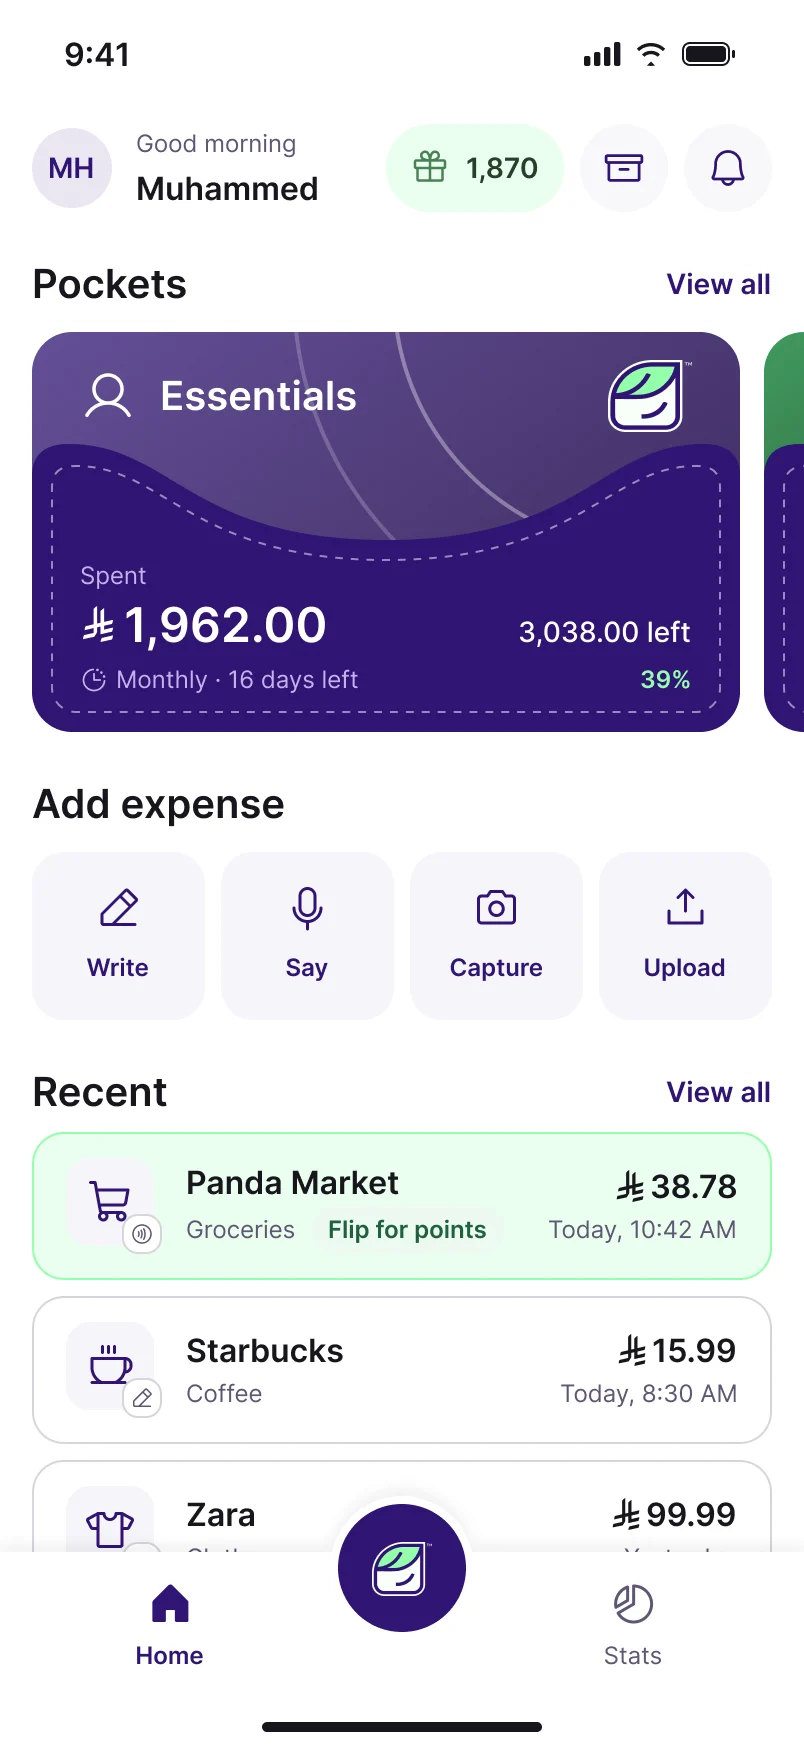 9:41
MH
Good morning
Muhammed
1,870
Pockets
View all
Essentials
™
Spent
1,962.00
3,038.00 left
Monthly · 16 days left
39%
Add expense
Write
Say
Capture
Upload
Recent
View all
Panda Market
38.78
Groceries
Flip for points
Today, 10:42 AM
Starbucks
15.99
Coffee
Today, 8:30 AM
Zara
99.99
Home
Stats